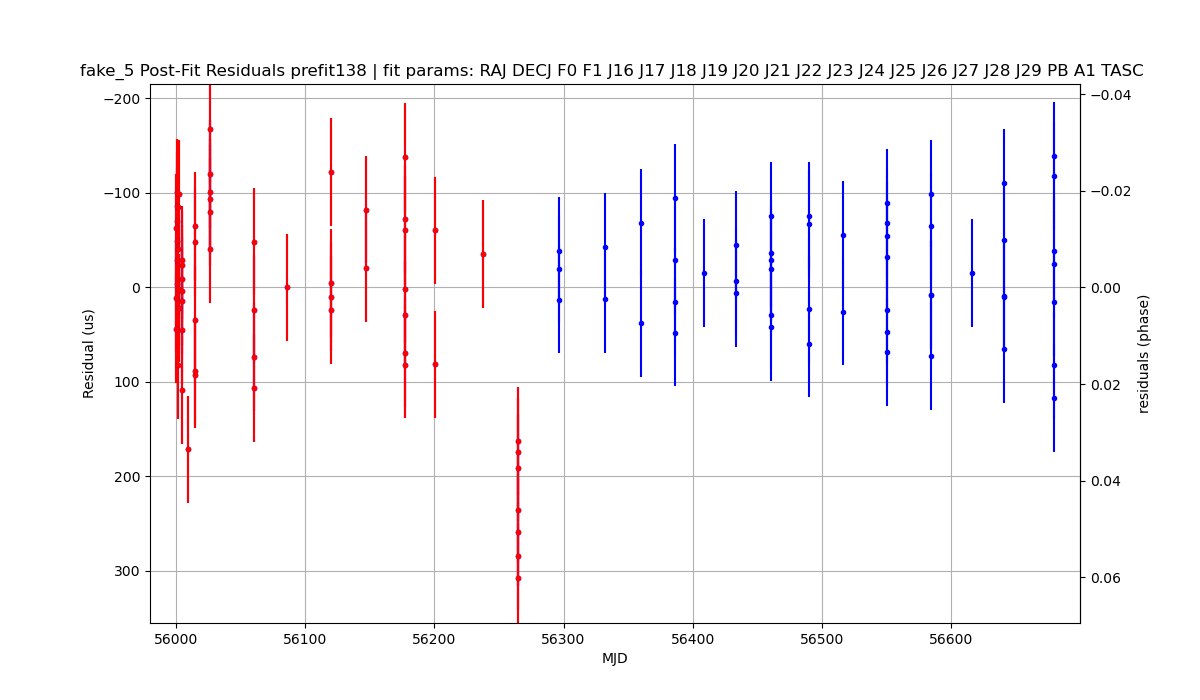 fake_5 Post-Fit Residuals prefit138 | fit params: RAJ DECJ F0 F1 J16 J17 J18 J19 J20 J21 J22 J23 J24 J25 J26 J27 J28 J29 PB A1 TASC
−200
−100
0
100
200
300
Residual (us)
−0.04
−0.02
0.00
0.02
0.04
0.06
residuals (phase)
56000 56100 56200 56300 56400 56500 56600
MJD